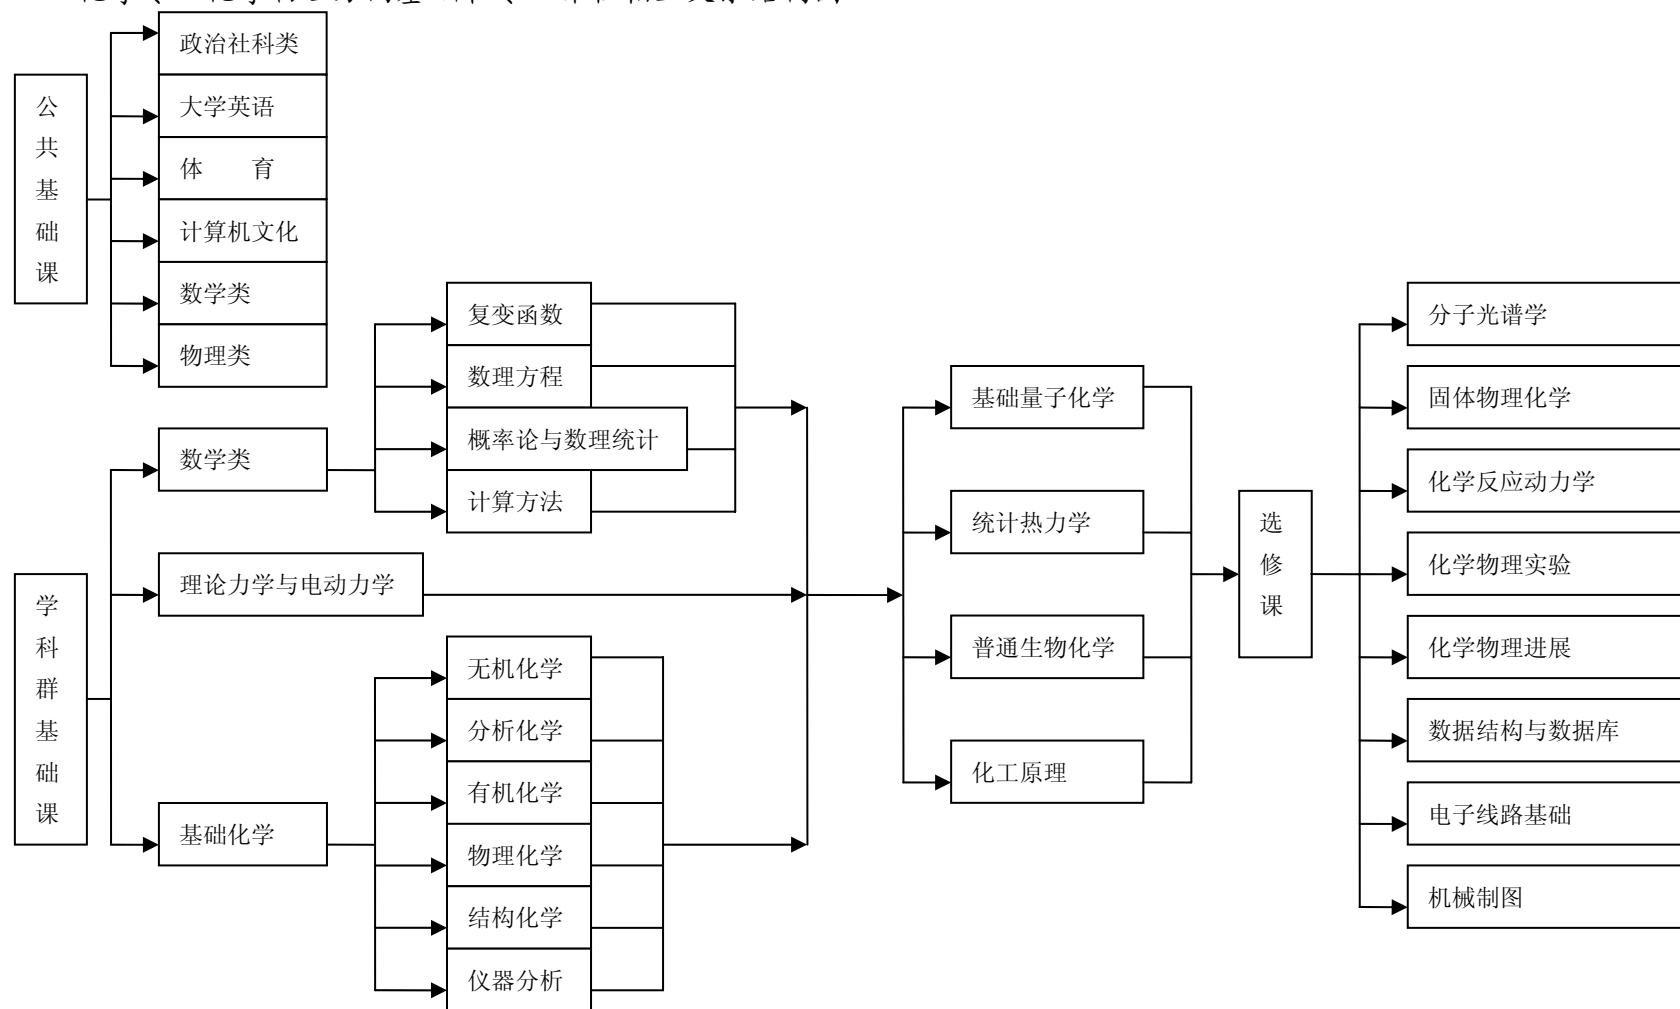 政治社科类
大学英语
体 育
计算机文化
数学类
物理类
公共基础课
复变函数
数理方程
概率论与数理统计
计算方法
数学类
理论力学与电动力学
学科群基础课
无机化学
分析化学
有机化学
物理化学
结构化学
仪器分析
基础化学
基础量子化学
统计热力学
普通生物化学
化工原理
选修课
分子光谱学
固体物理化学
化学反应动力学
化学物理实验
化学物理进展
数据结构与数据库
电子线路基础
机械制图